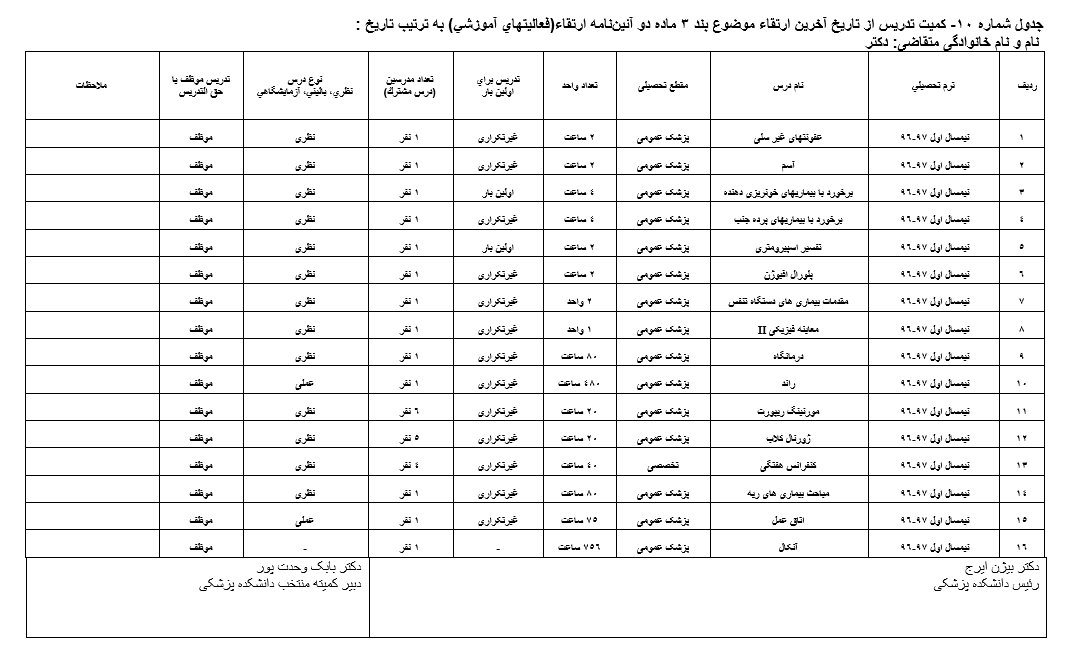 جدول شماره ۱۰- کمیت تدریس از تاریخ آخرین ارتقاء موضوع بند ۳ ماده دو آئین‌نامه ارتقاء(فعالیتهاي آموزشي) به ترتیب تاریخ :
نام و نام خانوادگی متقاضی: دکتر
ردیف ترم تحصیلي نام درس مقطع تحصیلی تعداد واحد تدریس براي اولین بار تعداد مدرسین (درس مشترك) نوع درس نظري، بالیني، آزمایشگاهي تدریس موظف یا حق التدریس ملاحظات
۱ نیمسال اول ۹۷-۹۶ عفونتهای غیر سلی پزشک عمومی ۲ ساعت غیرتکراری ۱ نفر نظری موظف
۲ نیمسال اول ۹۷-۹۶ آسم پزشک عمومی ۲ ساعت غیرتکراری ۱ نفر نظری موظف
۳ نیمسال اول ۹۷-۹۶ برخورد با بیماریهای خونریزی دهنده پزشک عمومی ٤ ساعت اولین بار ۱ نفر نظری موظف
٤ نیمسال اول ۹۷-۹۶ برخورد با بیماریهای پرده جنب پزشک عمومی ٤ ساعت غیرتکراری ۱ نفر نظری موظف
۵ نیمسال اول ۹۷-۹۶ تفسیر اسپیرومتری پزشک عمومی ۲ ساعت اولین بار ۱ نفر نظری موظف
۶ نیمسال اول ۹۷-۹۶ پلورال افیوژن پزشک عمومی ۲ ساعت غیرتکراری ۱ نفر نظری موظف
۷ نیمسال اول ۹۷-۹۶ مقدمات بیماری های دستگاه تنفس پزشک عمومی ۲ واحد غیرتکراری ۱ نفر نظری موظف
۸ نیمسال اول ۹۷-۹۶ معاینه فیزیکی II پزشک عمومی ۱ واحد غیرتکراری ۱ نفر نظری موظف
۹ نیمسال اول ۹۷-۹۶ درمانگاه پزشک عمومی ۸۰ ساعت غیرتکراری ۱ نفر نظری موظف
۱۰ نیمسال اول ۹۷-۹۶ راند پزشک عمومی ٤۸۰ ساعت غیرتکراری ۱ نفر عملی موظف
۱۱ نیمسال اول ۹۷-۹۶ مورنینگ ریپورت پزشک عمومی ۲۰ ساعت غیرتکراری ۶ نفر نظری موظف
۱۲ نیمسال اول ۹۷-۹۶ ژورنال کلاب پزشک عمومی ۲۰ ساعت غیرتکراری ۵ نفر نظری موظف
۱۳ نیمسال اول ۹۷-۹۶ کنفرانس هفتگی تخصصی ٤۰ ساعت غیرتکراری ٤ نفر نظری موظف
۱٤ نیمسال اول ۹۷-۹۶ مباحث بیماری های ریه پزشک عمومی ۸۰ ساعت غیرتکراری ۱ نفر نظری موظف
۱۵ نیمسال اول ۹۷-۹۶ اتاق عمل پزشک عمومی ۷۵ ساعت غیرتکراری ۱ نفر عملی موظف
۱۶ نیمسال اول ۹۷-۹۶ آنکال پزشک عمومی ۷۵۶ ساعت - ۱ نفر - موظف
دکتر بیژن ایرج
رئیس دانشکده پزشکی
دکتر بابک وحدت پور
دبیر کمیته منتخب دانشکده پزشکی